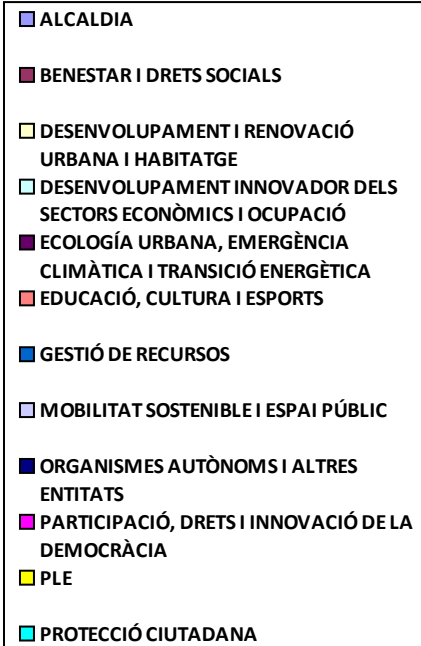 ALCALDIA
BENESTAR I DRETS SOCIALS
DESENVOLUPAMENT I RENOVACIÓ
URBANA I HABITATGE
DESENVOLUPAMENT INNOVADOR DELS
SECTORS ECONÒMICS I OCUPACIÓ
ECOLOGÍA URBANA, EMERGÈNCIA
CLIMÀTICA I TRANSICIÓ ENERGÈTICA
EDUCACIÓ, CULTURA I ESPORTS
GESTIÓ DE RECURSOS
MOBILITAT SOSTENIBLE I ESPAI PÚBLIC
ORGANISMES AUTÒNOMS I ALTRES
ENTITATS
PARTICIPACIÓ, DRETS I INNOVACIÓ DE LA
DEMOCRÀCIA
PLE
PROTECCIÓ CIUTADANA